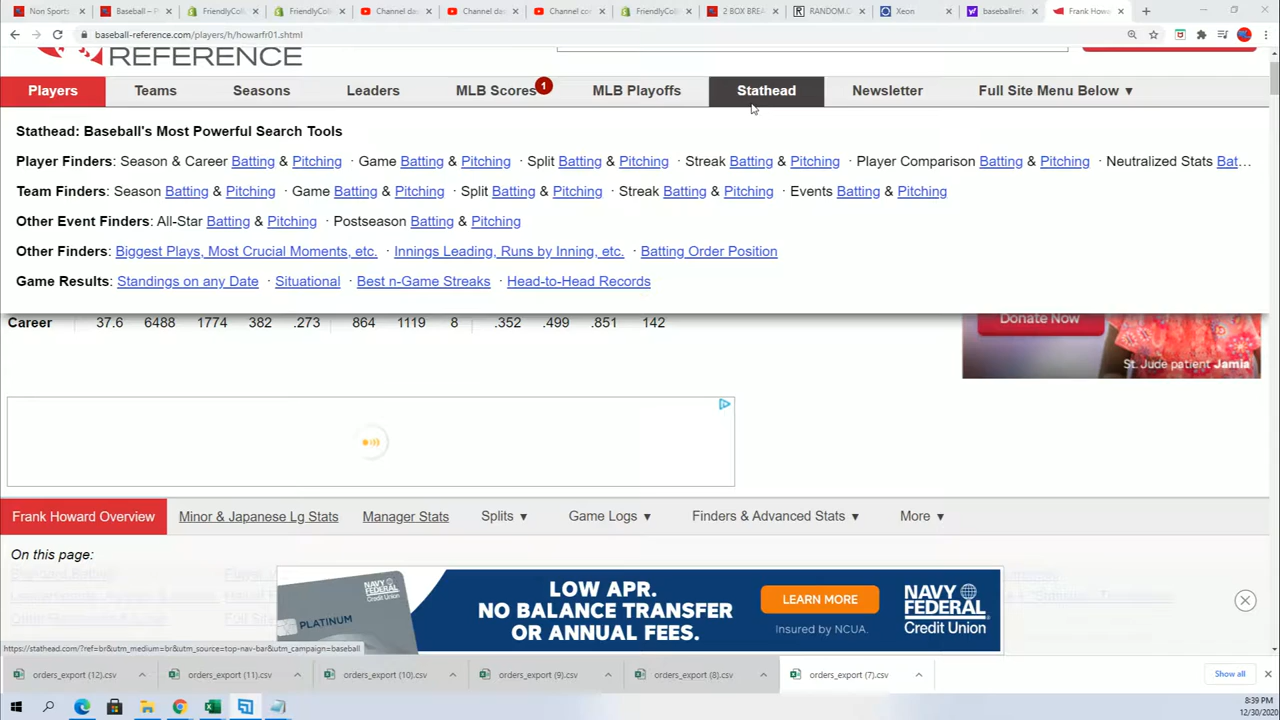 Non Sports
Baseball – P
FriendlyColl
FriendlyColl
Channel das
Channel das
Channel con
FriendlyColl
2 BOX BREA
RANDOM.O
Xeon
baseballrefe
Frank Howa
baseball-reference.com/players/h/howarfr01.shtml
REFERENCE
Players Teams Seasons Leaders MLB Scores 1 MLB Playoffs Stathead Newsletter Full Site Menu Below ▼
Stathead: Baseball's Most Powerful Search Tools
Player Finders: Season & Career Batting & Pitching · Game Batting & Pitching · Split Batting & Pitching · Streak Batting & Pitching · Player Comparison Batting & Pitching · Neutralized Stats Bat...
Team Finders: Season Batting & Pitching · Game Batting & Pitching · Split Batting & Pitching · Streak Batting & Pitching · Events Batting & Pitching
Other Event Finders: All-Star Batting & Pitching · Postseason Batting & Pitching
Other Finders: Biggest Plays, Most Crucial Moments, etc. · Innings Leading, Runs by Inning, etc. · Batting Order Position
Game Results: Standings on any Date · Situational · Best n-Game Streaks · Head-to-Head Records
Career 37.6 6488 1774 382 .273 864 1119 8 .352 .499 .851 142
Donate Now
St. Jude patient Jamia
Frank Howard Overview Minor & Japanese Lg Stats Manager Stats Splits ▼ Game Logs ▼ Finders & Advanced Stats ▼ More ▼
On this page:
NAVY FEDERAL Credit Union
PLATINUM
LOW APR.
NO BALANCE TRANSFER
OR ANNUAL FEES.
LEARN MORE
Insured by NCUA.
NAVY
FEDERAL
Credit Union
https://stathead.com/?ref=br&utm_medium=br&utm_source=top-nav-bar&utm_campaign=baseball
orders_export (12).csv orders_export (11).csv orders_export (10).csv orders_export (9).csv orders_export (8).csv orders_export (7).csv Show all
8:39 PM
12/30/2020